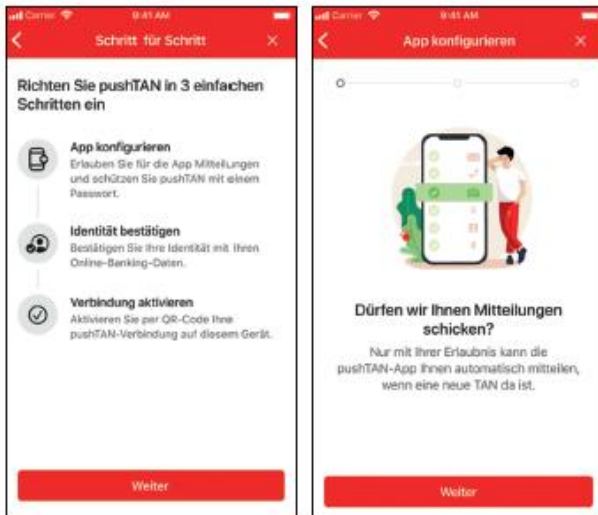 Carrier
9:41 AM
Schritt für Schritt
Richten Sie pushTAN in 3 einfachen
Schritten ein
App konfigurieren
Erlauben Sie für die App Mitteilungen
und schützen Sie pushTAN mit einem
Passwort.
Identität bestätigen
Bestätigen Sie Ihre Identität mit Ihren
Online-Banking-Daten.
Verbindung aktivieren
Aktivieren Sie per QR-Code Ihre
pushTAN-Verbindung auf diesem Gerät.
Weiter
Carrier
9:41 AM
App konfigurieren
Dürfen wir Ihnen Mitteilungen
schicken?
Nur mit Ihrer Erlaubnis kann die
pushTAN-App Ihnen automatisch mitteilen,
wenn eine neue TAN da ist.
Weiter